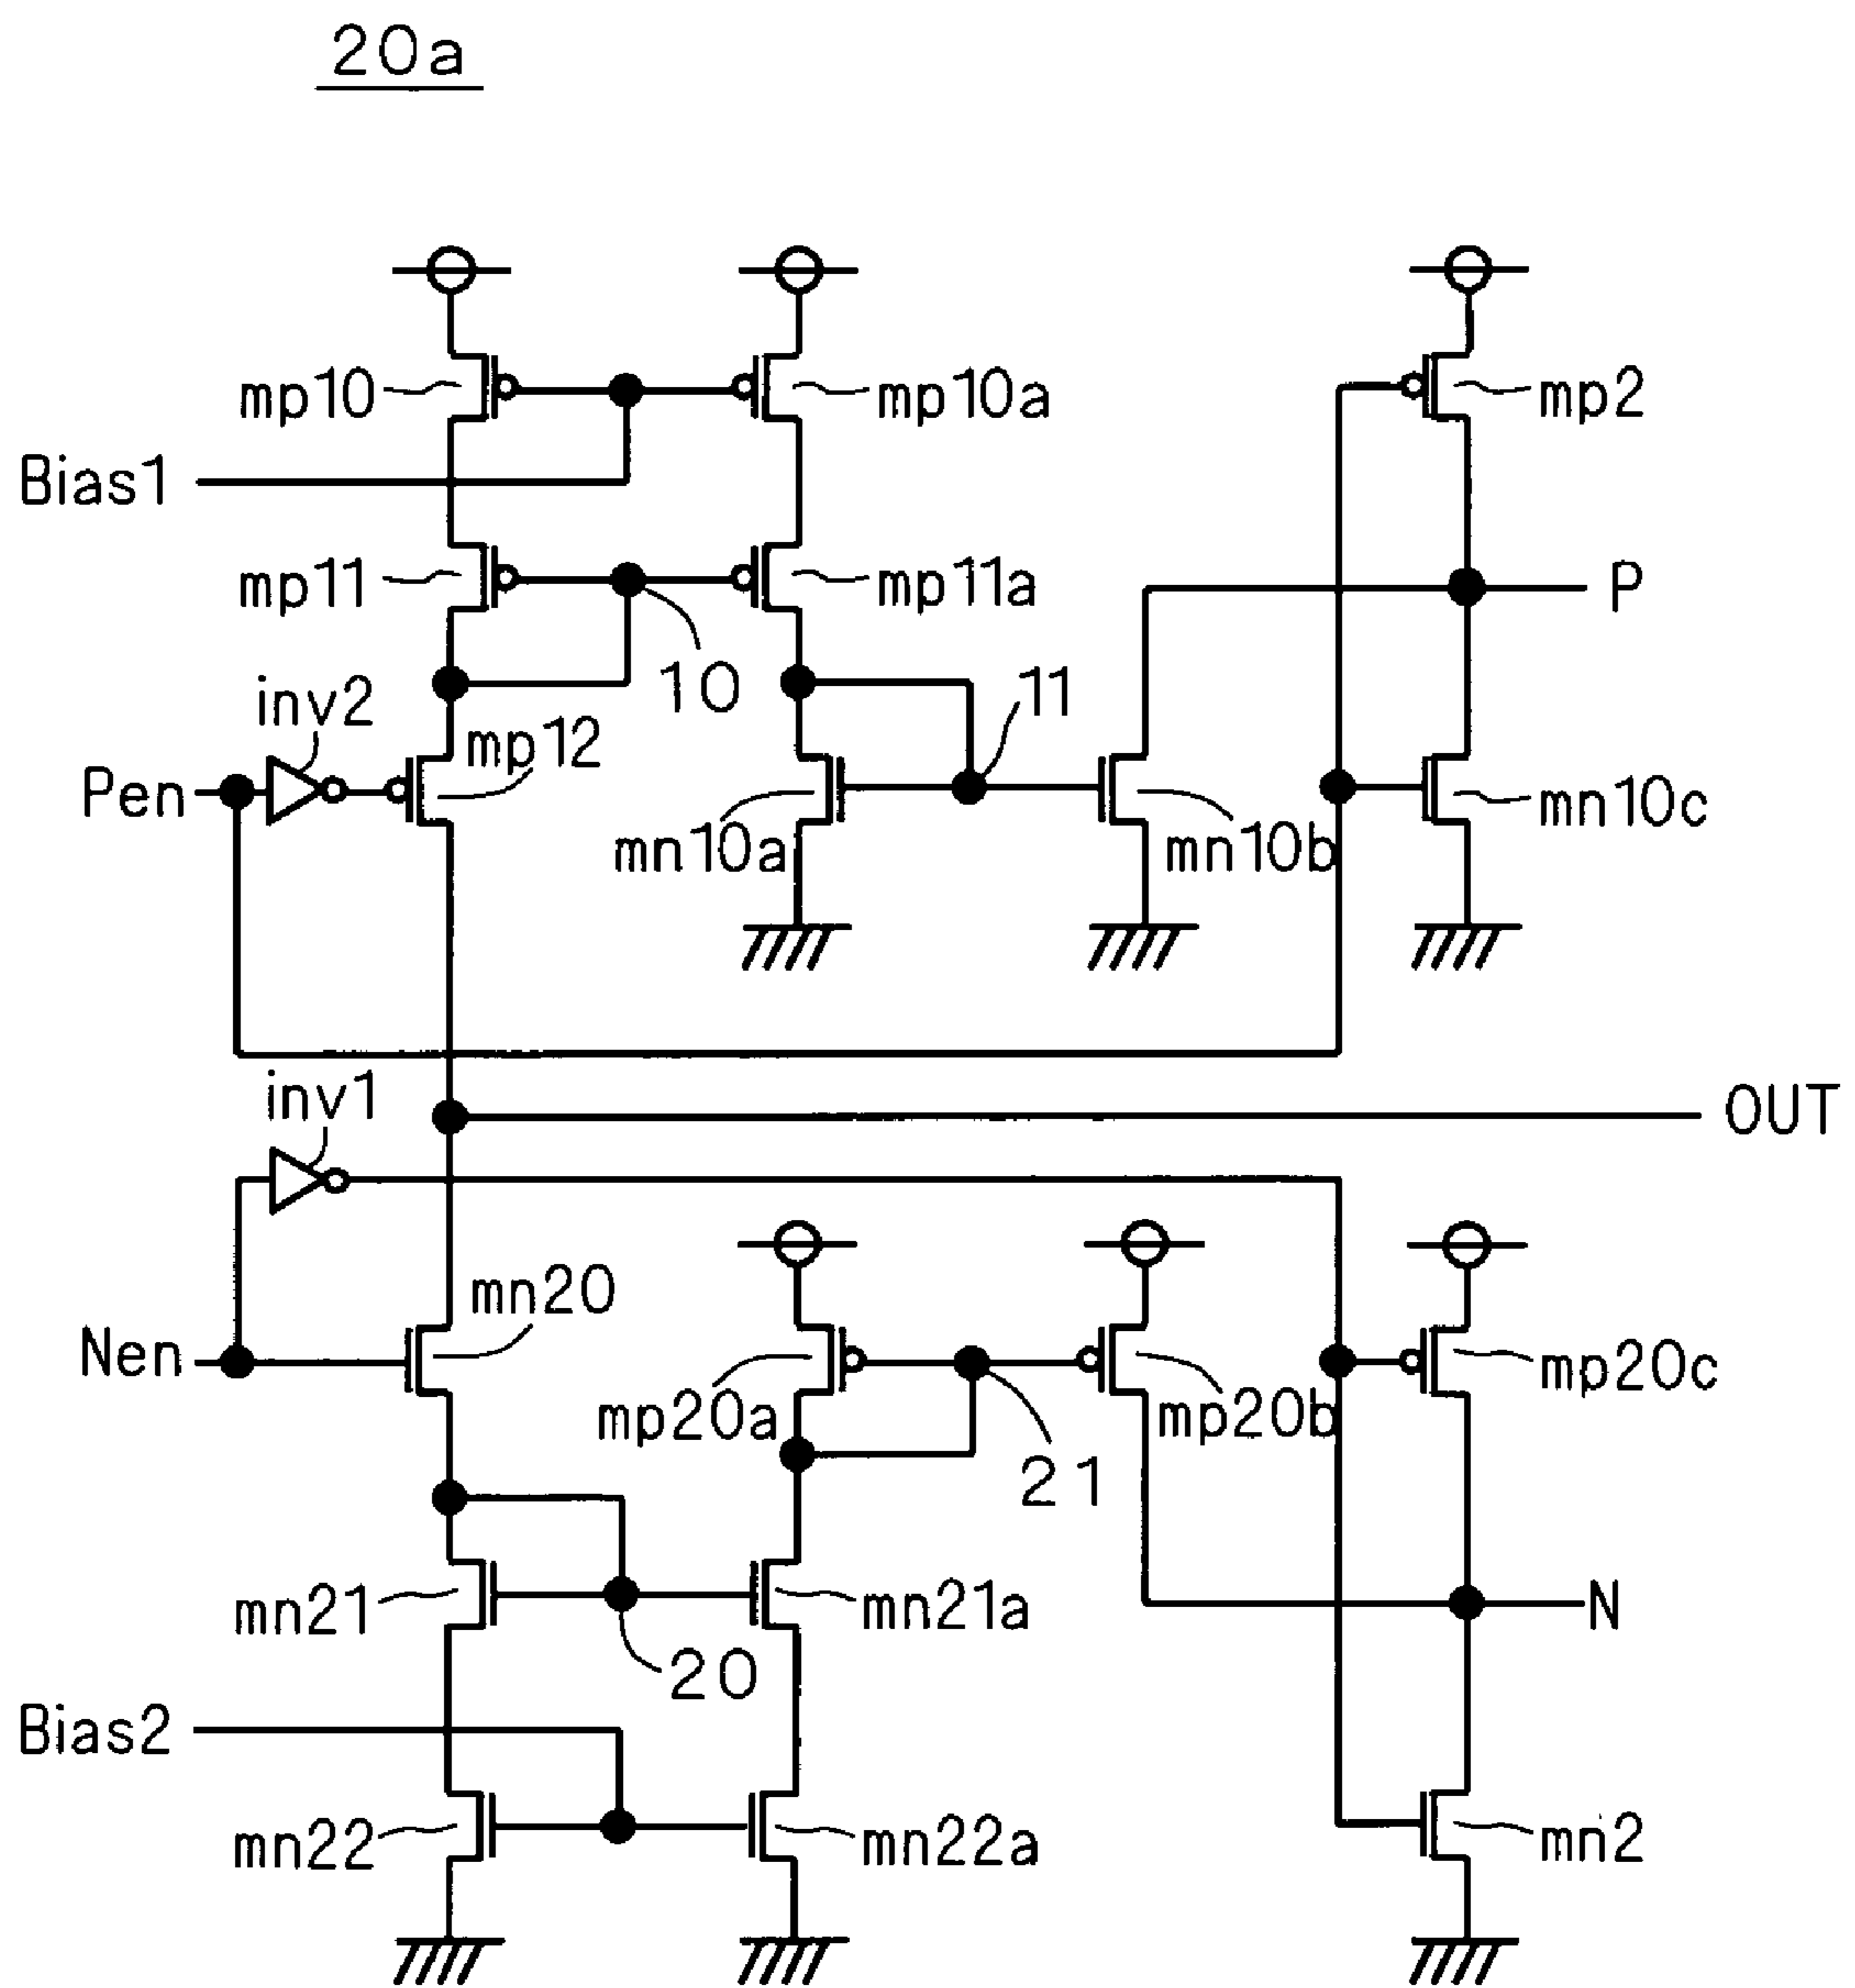 20a
mp10
mp10a
mp2
Bias1
mp11
mp11a
P
10
11
inv2
mp12
Pen
mn10a
mn10b
mn10c
inv1
OUT
mn20
Nen
mp20a
mp20b
mp20c
21
mn21
mn21a
N
20
Bias2
mn22
mn22a
mn2